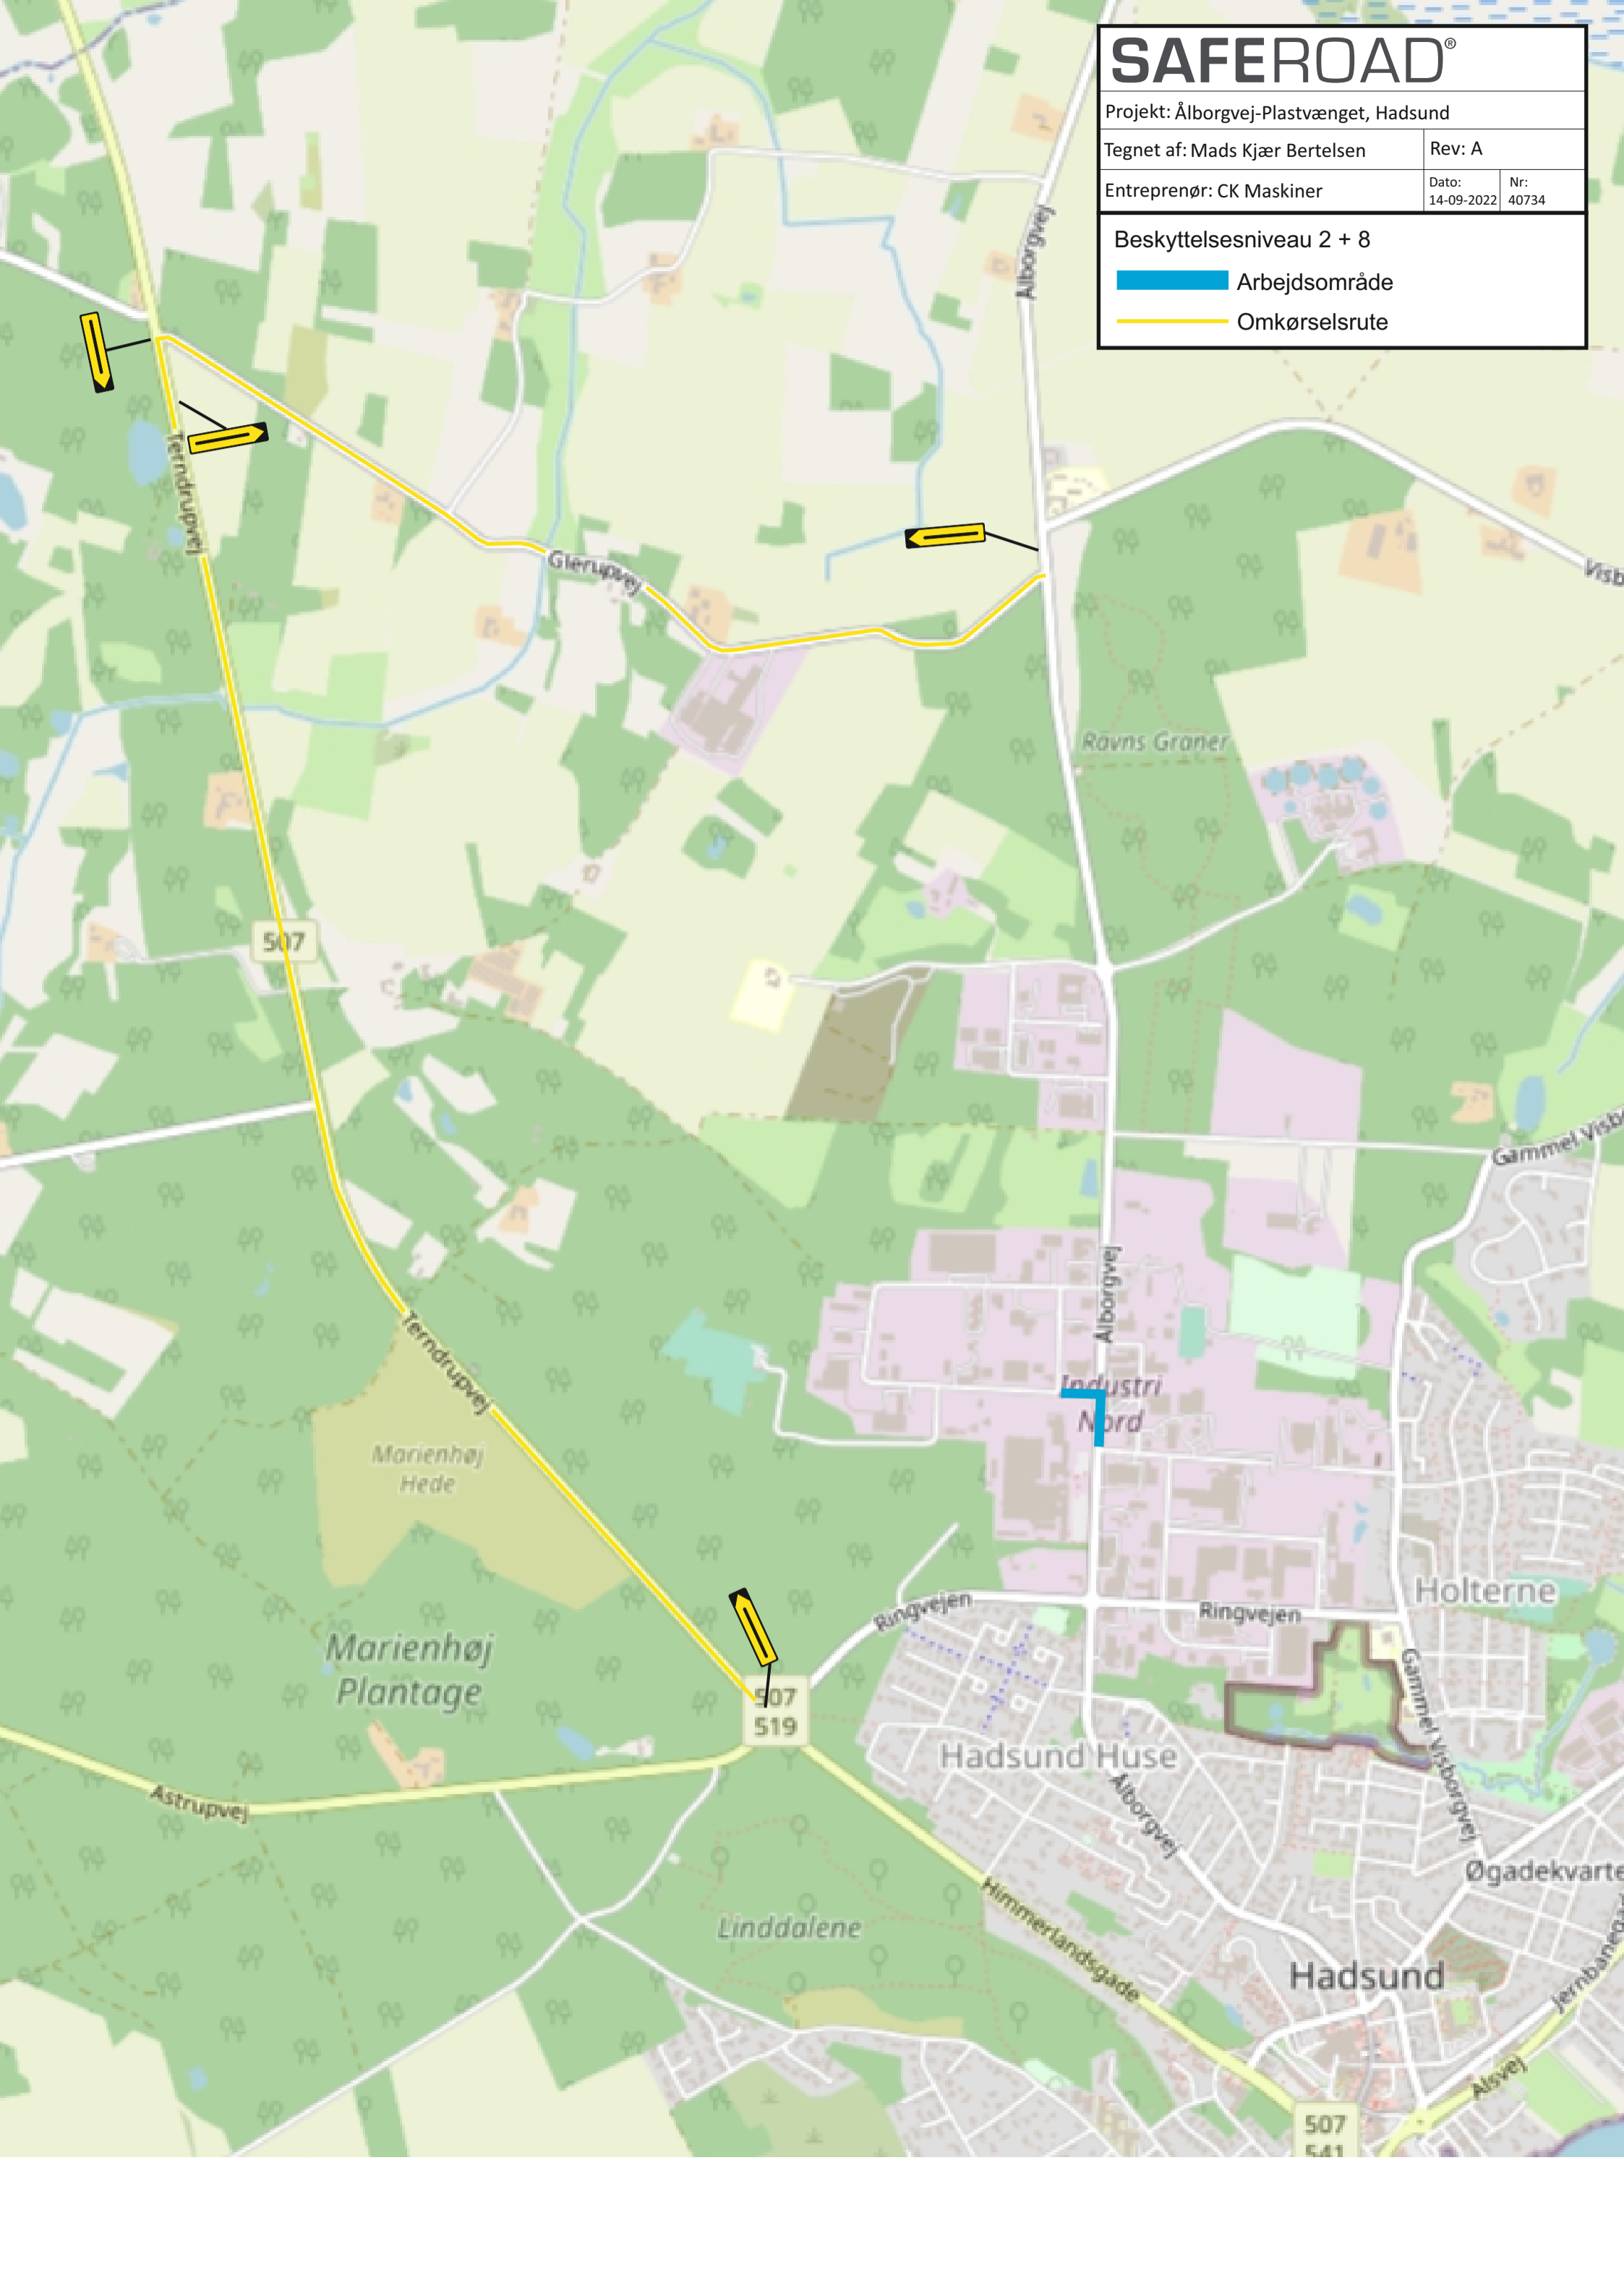 SAFEROAD®
Projekt: Ålborgvej-Plastvænget, Hadsund
Tegnet af: Mads Kjær Bertelsen
Rev: A
Entreprenør: CK Maskiner
Dato:
14-09-2022
Nr:
40734
Beskyttelsesniveau 2 + 8
Arbejdsområde
Omkørselsrute
Ålborgvej
Terndrupvej
Glerupvej
Visb
Ravns Graner
507
Gammel Visb
Ålborgvej
Terndrupvej
Industri
Nord
Marienhøj
Hede
Holterne
Ringvejen
Ringvejen
Marienhøj
Plantage
507
519
Gammel Visborgvej
Hadsund Huse
Astrupvej
Ålborgvej
Øgadekvarte
Linddalene
Himmerlandsgade
Hadsund
Jernbanega
Alsvej
507
541